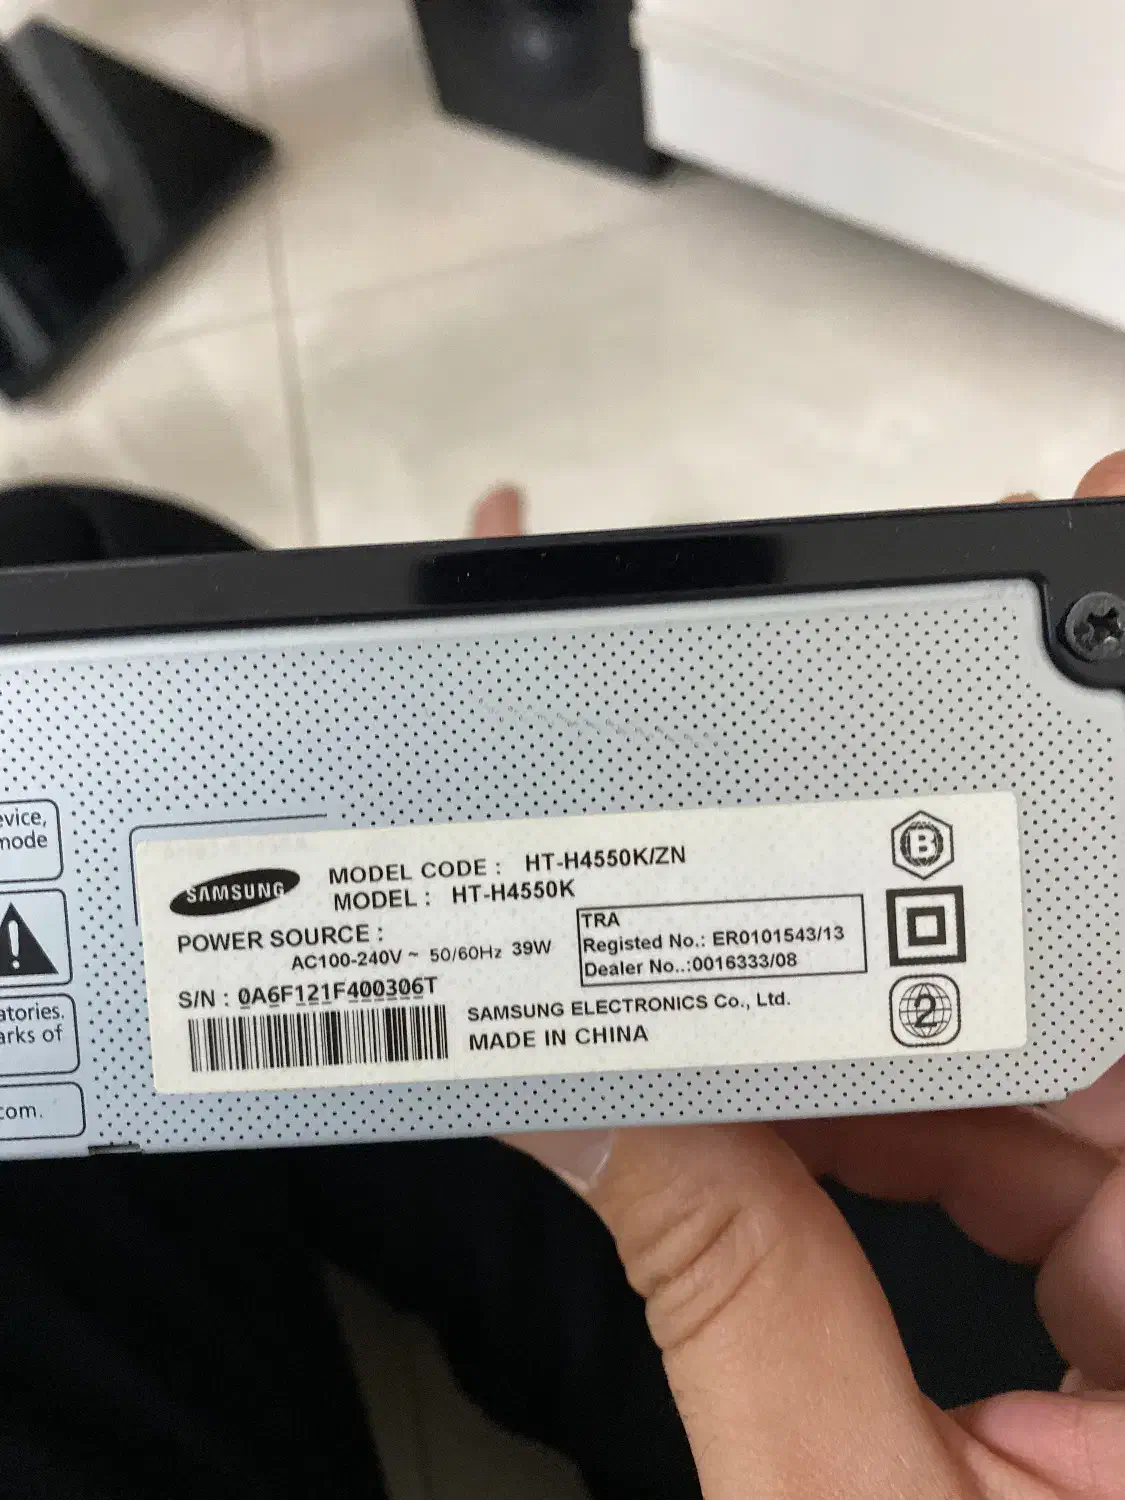 evice,
mode
atories.
arks of
com.
SAMSUNG
MODEL CODE : HT-H4550K/ZN
MODEL : HT-H4550K
POWER SOURCE :
AC100-240V ~ 50/60Hz 39W
TRA
Registed No.: ER0101543/13
Dealer No..:0016333/08
S/N : 0A6F121F400306T
SAMSUNG ELECTRONICS Co., Ltd.
MADE IN CHINA
B
2